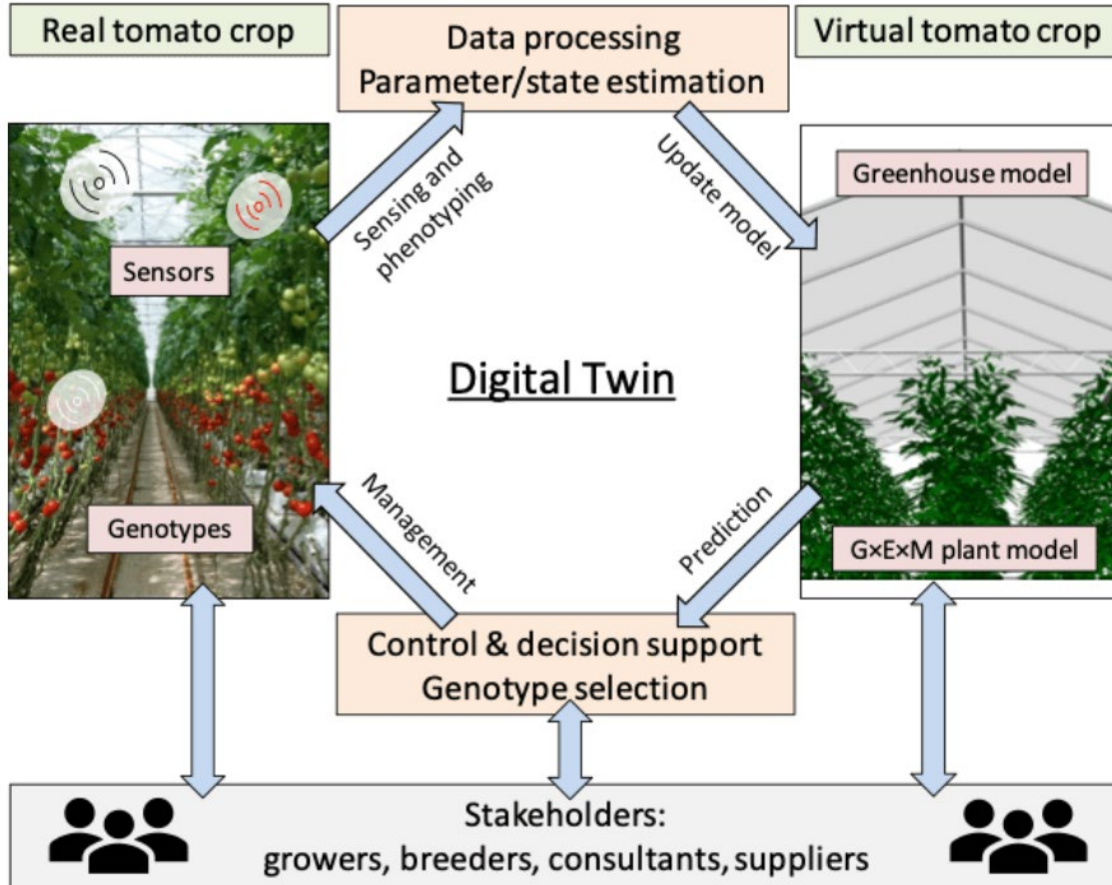 Real tomato crop
Data processing
Parameter/state estimation
Virtual tomato crop
Sensing and
phenotyping
Update model
Greenhouse model
Sensors
Digital Twin
Genotypes
Management
Prediction
G×E×M plant model
Control & decision support
Genotype selection
Stakeholders:
growers, breeders, consultants, suppliers